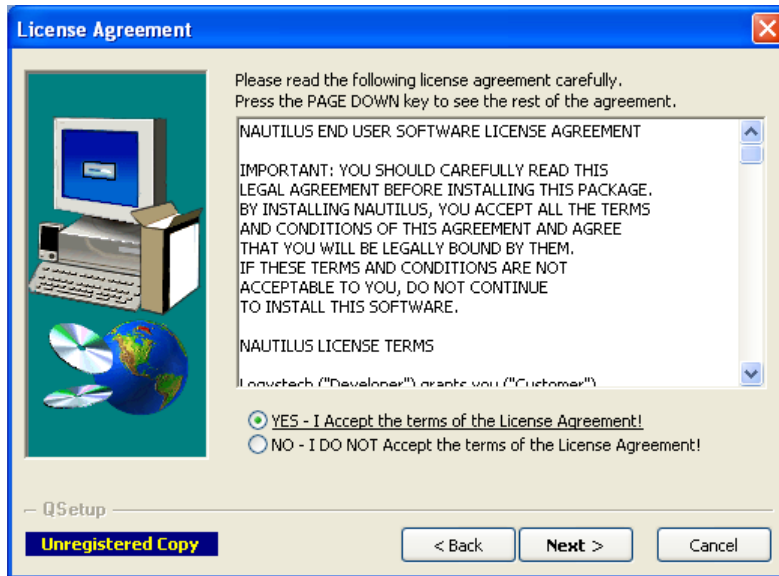 License Agreement
Please read the following license agreement carefully.
Press the PAGE DOWN key to see the rest of the agreement.
NAUTILUS END USER SOFTWARE LICENSE AGREEMENT
IMPORTANT: YOU SHOULD CAREFULLY READ THIS
LEGAL AGREEMENT BEFORE INSTALLING THIS PACKAGE.
BY INSTALLING NAUTILUS, YOU ACCEPT ALL THE TERMS
AND CONDITIONS OF THIS AGREEMENT AND AGREE
THAT YOU WILL BE LEGALLY BOUND BY THEM.
IF THESE TERMS AND CONDITIONS ARE NOT
ACCEPTABLE TO YOU, DO NOT CONTINUE
TO INSTALL THIS SOFTWARE.
NAUTILUS LICENSE TERMS
Logystech ("Developer") grants you ("Customer")
YES - I Accept the terms of the License Agreement!
NO - I DO NOT Accept the terms of the License Agreement!
QSetup
Unregistered Copy
< Back
Next >
Cancel